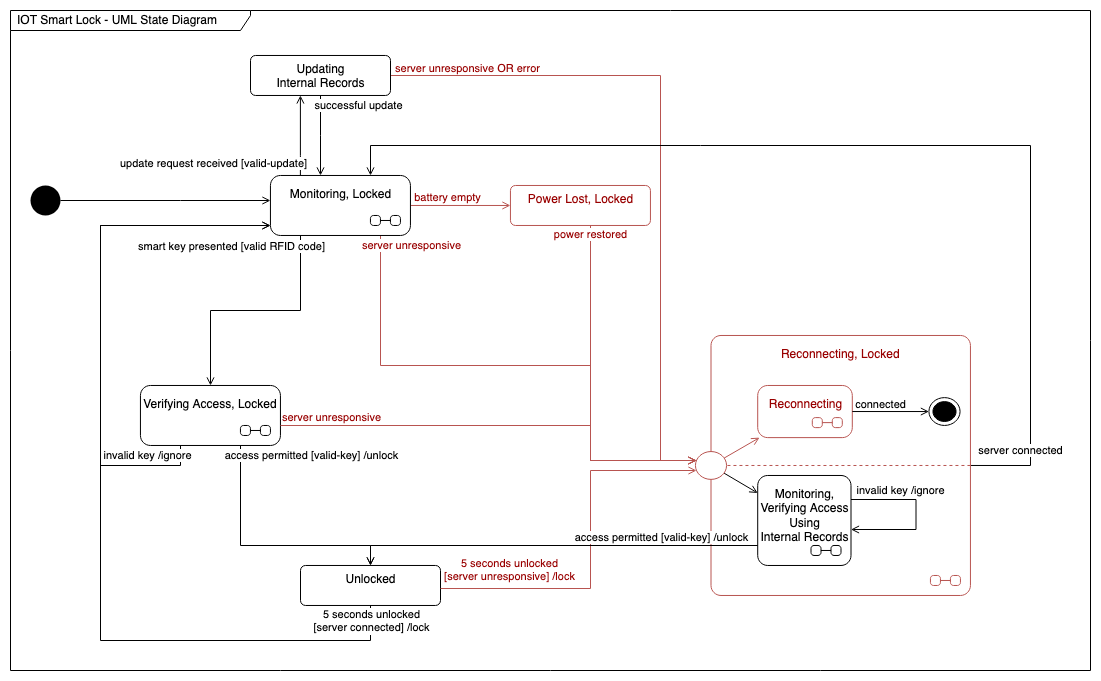 IOT Smart Lock - UML State Diagram
Updating
Internal Records
server unresponsive OR error
successful update
update request received [valid-update]
Monitoring, Locked
battery empty
Power Lost, Locked
power restored
smart key presented [valid RFID code]
server unresponsive
Reconnecting, Locked
Verifying Access, Locked
server unresponsive
Reconnecting
connected
invalid key /ignore
access permitted [valid-key] /unlock
server connected
Monitoring,
Verifying Access
Using
Internal Records
invalid key /ignore
access permitted [valid-key] /unlock
Unlocked
5 seconds unlocked
[server unresponsive] /lock
5 seconds unlocked
[server connected] /lock